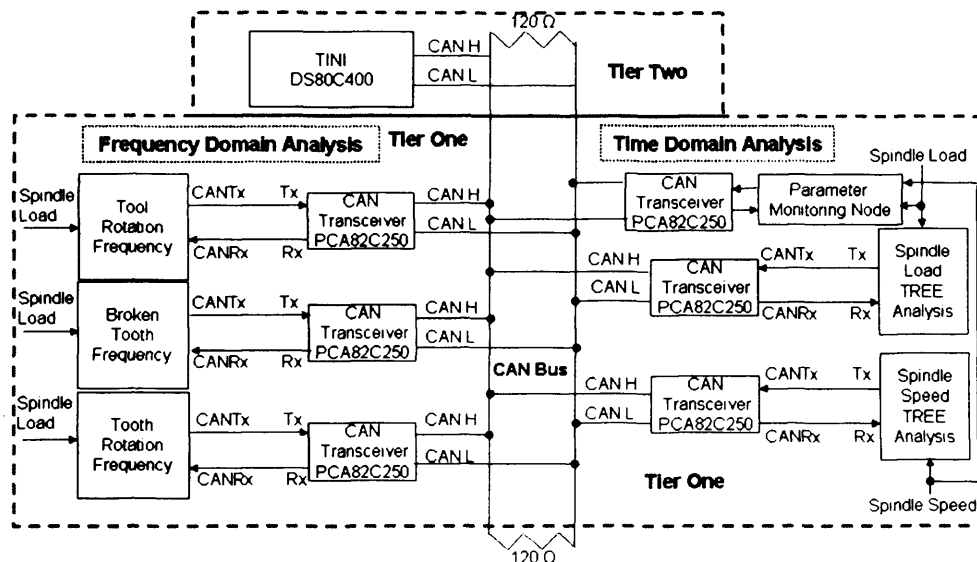 120 Ω
TINI
DS80C400
CAN H
CAN L
Tier Two
Frequency Domain Analysis
Tier One
Time Domain Analysis
Spindle Load
Spindle
Load
Tool
Rotation
Frequency
CANTx
Tx
CANRx
Rx
CAN
Transceiver
PCA82C250
CAN H
CAN L
CAN
Transceiver
PCA82C250
Parameter
Monitoring Node
CAN H
CAN L
CAN
Transceiver
PCA82C250
CANTx
Tx
CANRx
Rx
Spindle
Load
TREE
Analysis
Spindle
Load
Broken
Tooth
Frequency
CANTx
Tx
CANRx
Rx
CAN
Transceiver
PCA82C250
CAN H
CAN L
CAN Bus
CAN H
CAN L
CAN
Transceiver
PCA82C250
CANTx
Tx
CANRx
Rx
Spindle
Speed
TREE
Analysis
Spindle
Load
Tooth
Rotation
Frequency
CANTx
Tx
CANRx
Rx
CAN
Transceiver
PCA82C250
CAN H
CAN L
Tier One
Spindle Speed
120 Ω